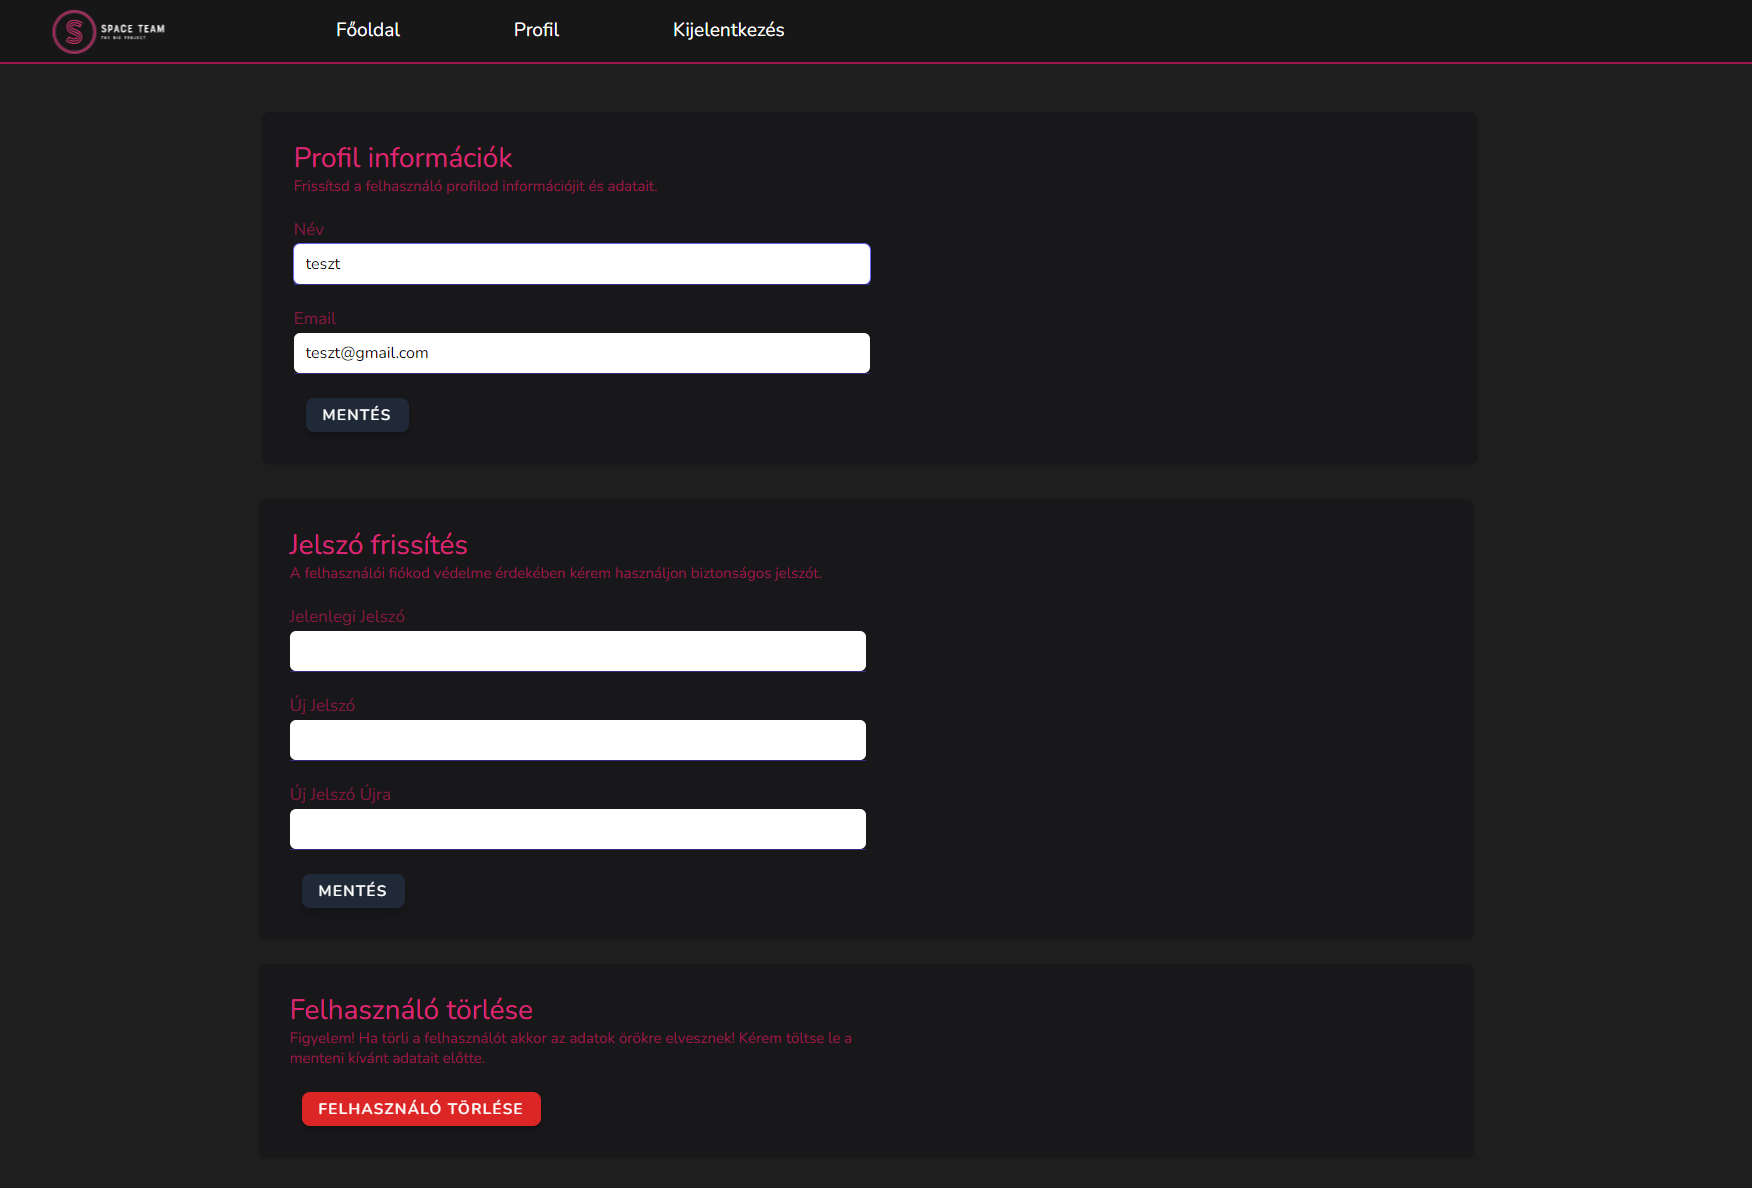 SPACE TEAM
THE BIG PROJECT
Főoldal
Profil
Kijelentkezés
Profil információk
Frissítsd a felhasználó profilod információjit és adatait.
Név
teszt
Email
teszt@gmail.com
MENTÉS
Jelszó frissítés
A felhasználói fiókod védelme érdekében kérem használjon biztonságos jelszót.
Jelenlegi Jelszó
Új Jelszó
Új Jelszó Újra
MENTÉS
Felhasználó törlése
Figyelem! Ha törli a felhasználót akkor az adatok örökre elvesznek! Kérem töltse le a
menteni kívánt adatait előtte.
FELHASZNÁLÓ TÖRLÉSE